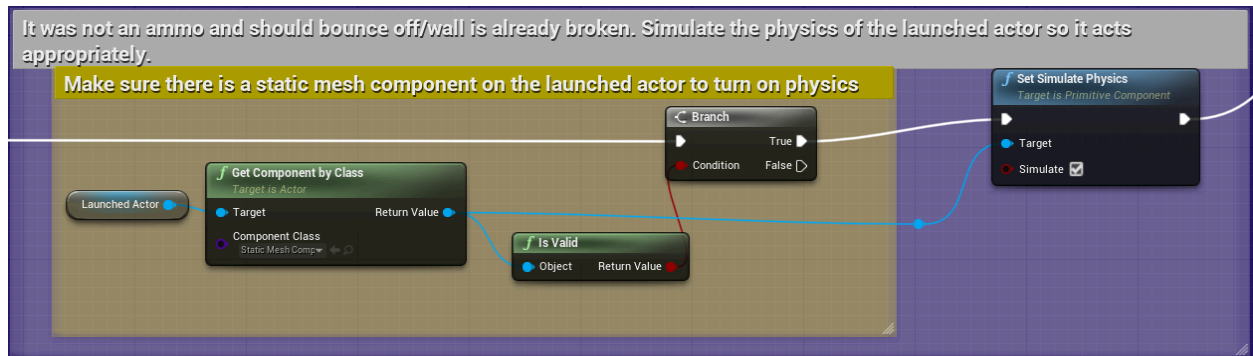 It was not an ammo and should bounce off/wall is already broken. Simulate the physics of the launched actor so it acts
appropriately.
Make sure there is a static mesh component on the launched actor to turn on physics
f Set Simulate Physics
Target is Primitive Component
Target
Simulate
Branch
True
Condition
False
f Get Component by Class
Target is Actor
Launched Actor
Target
Return Value
Component Class
Static Mesh Comp
f Is Valid
Object
Return Value